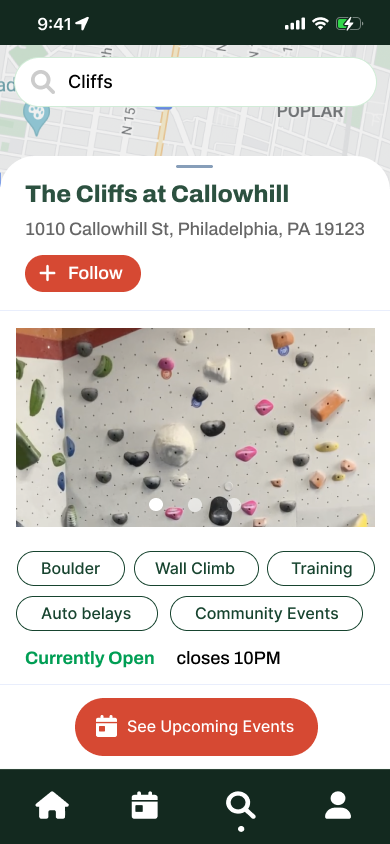 9:41
Cliffs
N 15
POPLAR
The Cliffs at Callowhill
1010 Callowhill St, Philadelphia, PA 19123
+ Follow
Boulder
Wall Climb
Training
Auto belays
Community Events
Currently Open closes 10PM
See Upcoming Events